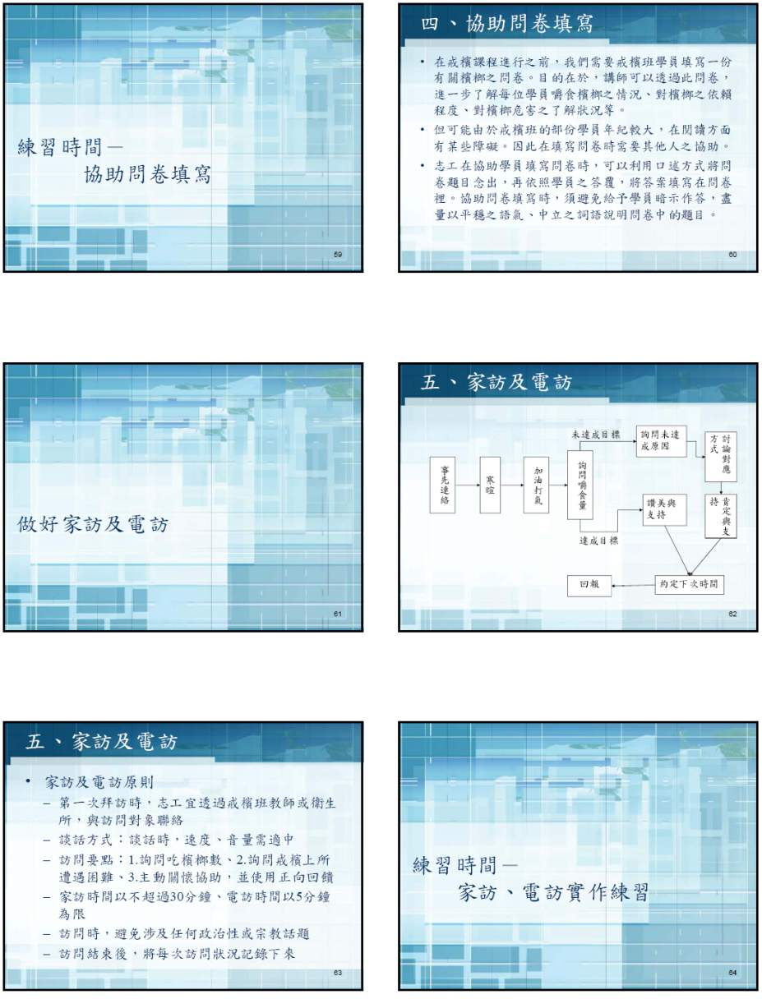 練習時間－
協助問卷填寫
59
四、協助問卷填寫
• 在戒檳課程進行之前，我們需要戒檳班學員填寫一份
有關檳榔之問卷。目的在於，講師可以透過此問卷，
進一步了解每位學員嚼食檳榔之情況、對檳榔之依賴
程度、對檳榔危害之了解狀況等。
• 但可能由於戒檳班的部份學員年紀較大，在閱讀方面
有某些障礙。因此在填寫問卷時需要其他人之協助。
• 志工在協助學員填寫問卷時，可以利用口述方式將問
卷題目念出，再依照學員之答覆，將答案填寫在問卷
裡。協助問卷填寫時，須避免給予學員暗示作答，盡
量以平穩之語氣、中立之詞語說明問卷中的題目。
60
做好家訪及電訪
61
五、家訪及電訪
事先連絡
寒暄
加油打氣
詢問嚼食量
未達成目標
詢問未達
成原因
討論對應
方式
肯定與支
持
達成目標
讚美與
支持
約定下次時間
回報
62
五、家訪及電訪
• 家訪及電訪原則
– 第一次拜訪時，志工宜透過戒檳班教師或衛生
所，與訪問對象聯絡
– 談話方式：談話時，速度、音量需適中
– 訪問要點：1.詢問吃檳榔數、2.詢問戒檳上所
遭遇困難、3.主動關懷協助，並使用正向回饋
– 家訪時間以不超過30分鐘、電訪時間以5分鐘
為限
– 訪問時，避免涉及任何政治性或宗教話題
– 訪問結束後，將每次訪問狀況記錄下來
63
練習時間－
家訪、電訪實作練習
64